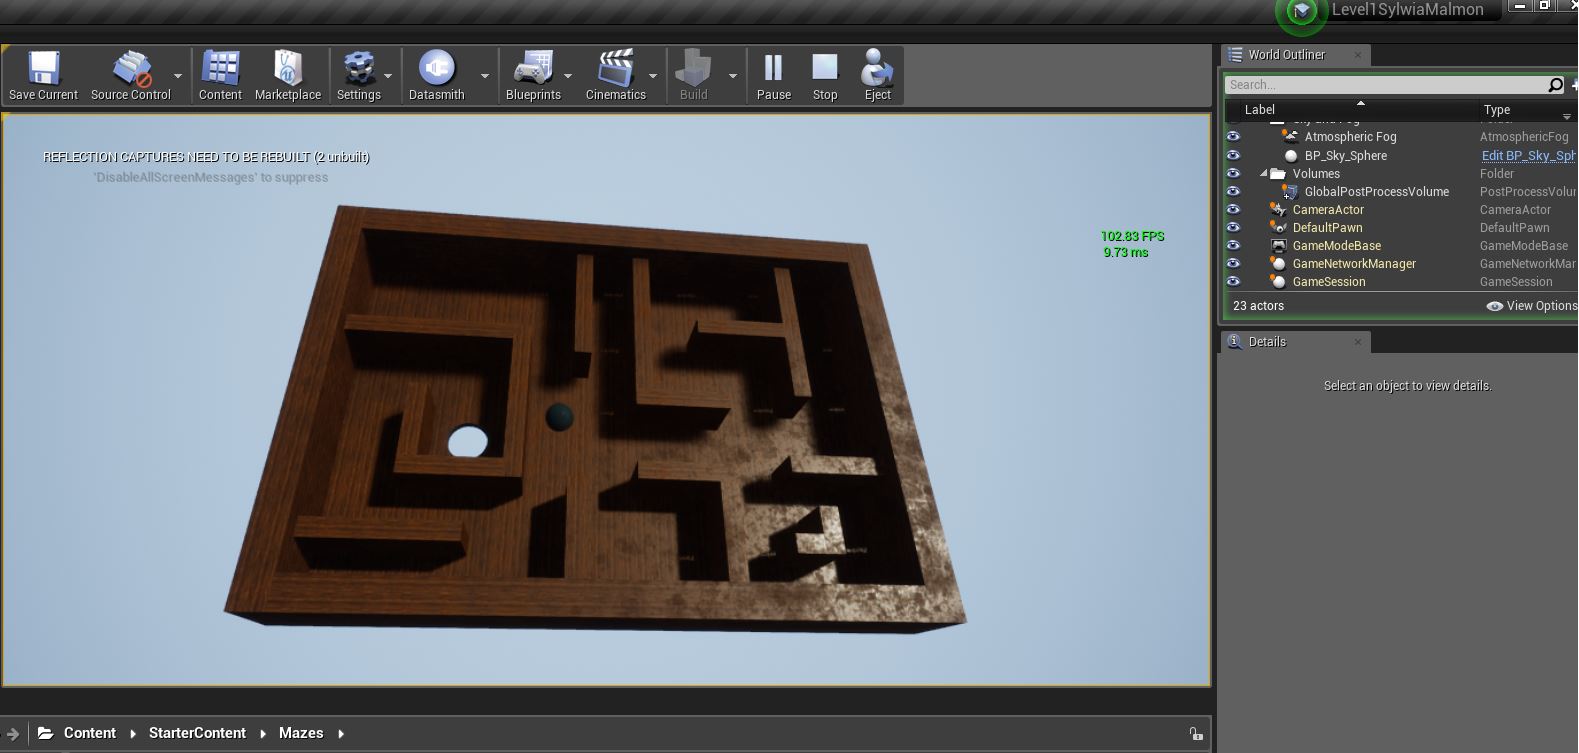 Level1SylwiaMalmon
Save Current
Source Control
Content
Marketplace
Settings
Datasmith
Blueprints
Cinematics
Build
Pause
Stop
Eject
REFLECTION CAPTURES NEED TO BE REBUILT (2 unbuilt)
'DisableAllScreenMessages' to suppress
102.83 FPS
9.73 ms
World Outliner
Search...
Label Type
Atmospheric Fog AtmosphericFog
BP_Sky_Sphere Edit BP_Sky_Sph
Volumes Folder
GlobalPostProcessVolume PostProcessVolu
CameraActor CameraActor
DefaultPawn DefaultPawn
GameModeBase GameModeBase
GameNetworkManager GameNetworkMar
GameSession GameSession
23 actors View Options
Details
Select an object to view details.
Content StarterContent Mazes